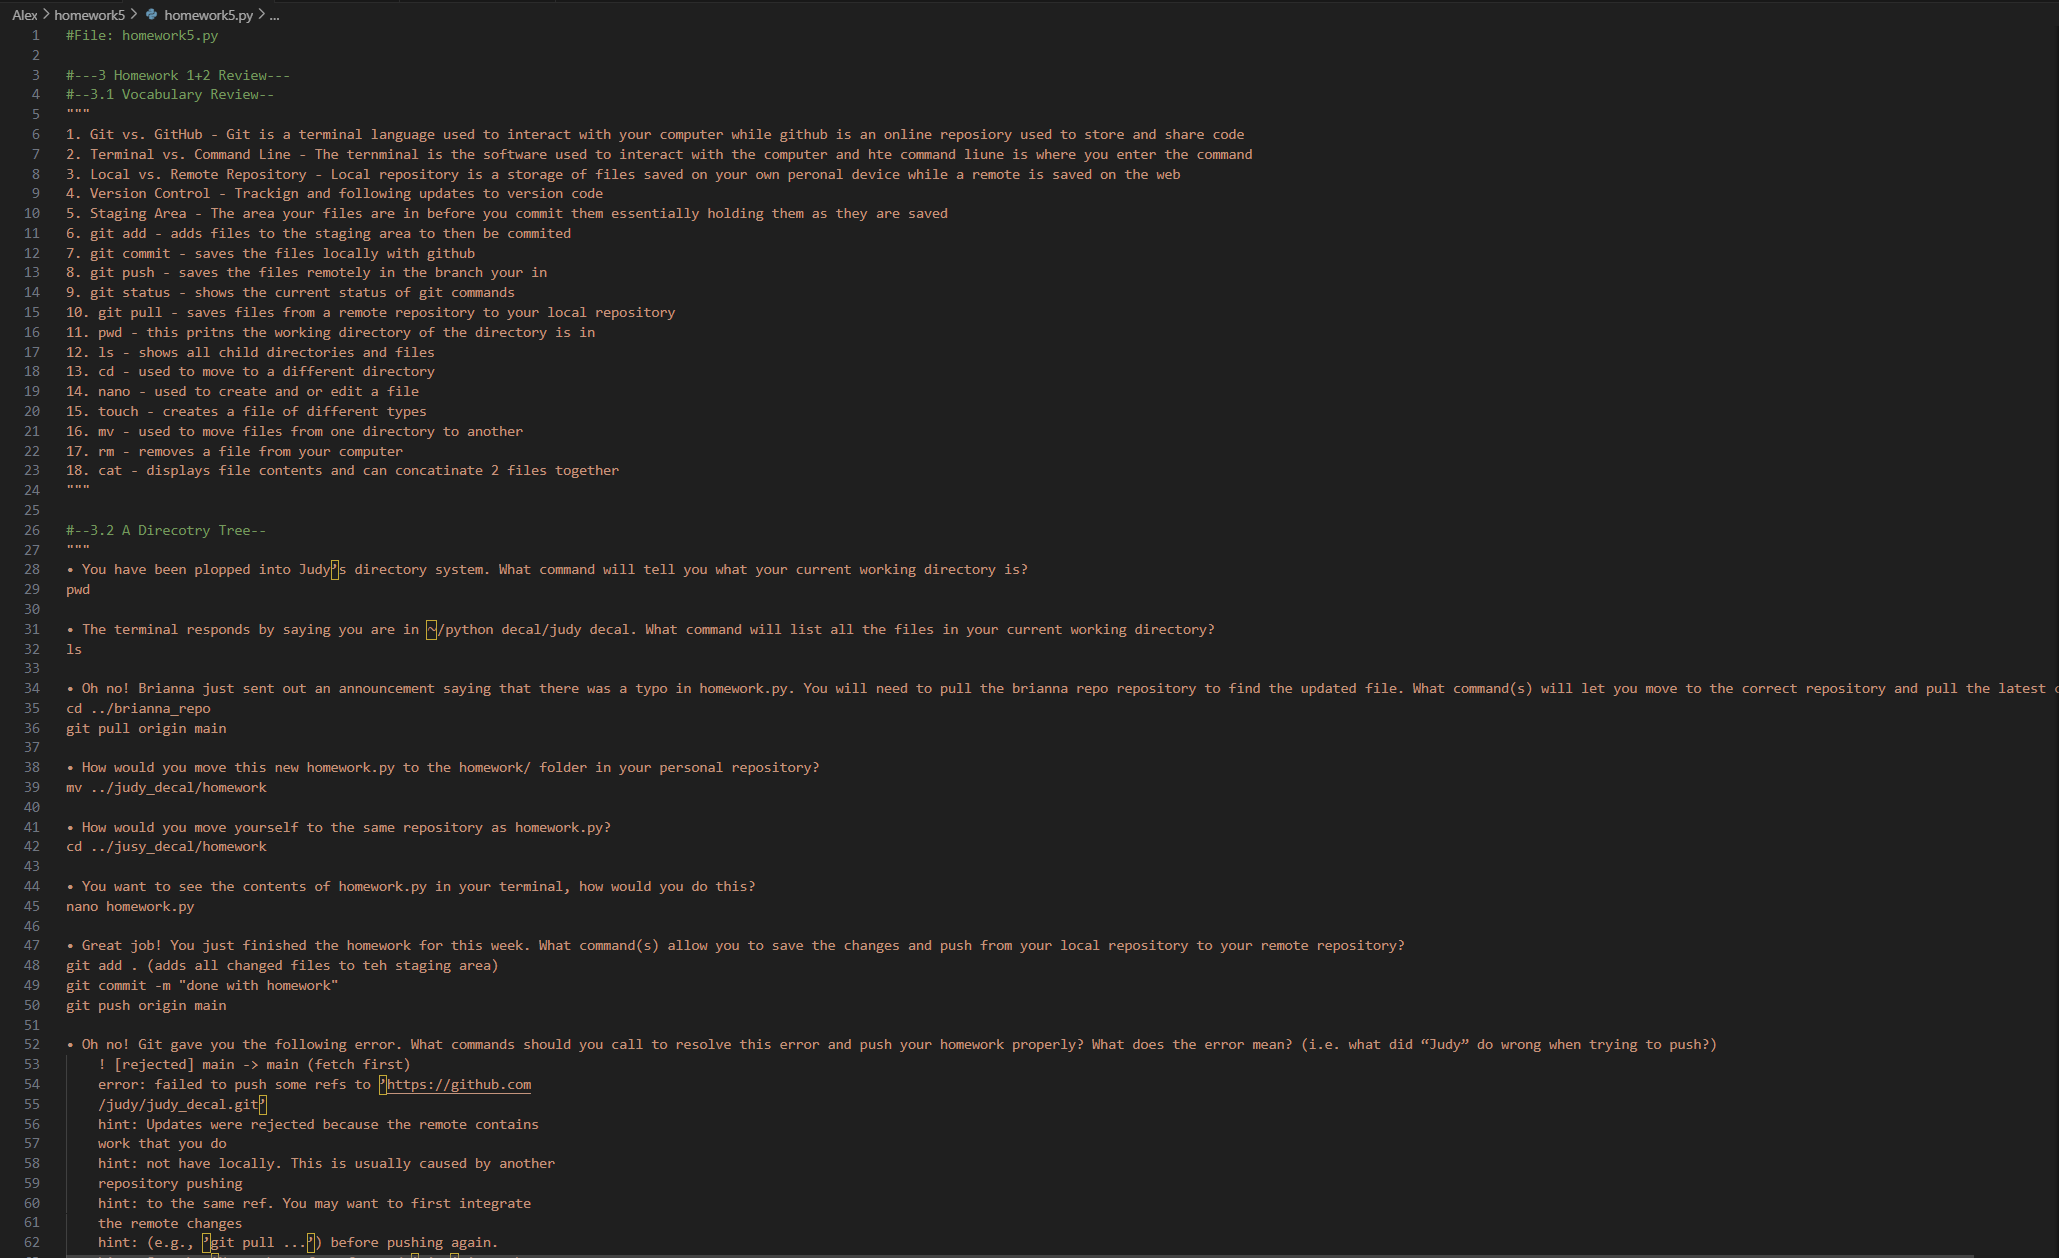 Alex > homework5 > homework5.py > ...
1 #File: homework5.py
2
3 #---3 Homework 1+2 Review---
4 #--3.1 Vocabulary Review--
5 """
6 1. Git vs. GitHub - Git is a terminal language used to interact with your computer while github is an online reposiory used to store and share code
7 2. Terminal vs. Command Line - The ternminal is the software used to interact with the computer and hte command liune is where you enter the command
8 3. Local vs. Remote Repository - Local repository is a storage of files saved on your own peronal device while a remote is saved on the web
9 4. Version Control - Trackign and following updates to version code
10 5. Staging Area - The area your files are in before you commit them essentially holding them as they are saved
11 6. git add - adds files to the staging area to then be commited
12 7. git commit - saves the files locally with github
13 8. git push - saves the files remotely in the branch your in
14 9. git status - shows the current status of git commands
15 10. git pull - saves files from a remote repository to your local repository
16 11. pwd - this pritns the working directory of the directory is in
17 12. ls - shows all child directories and files
18 13. cd - used to move to a different directory
19 14. nano - used to create and or edit a file
20 15. touch - creates a file of different types
21 16. mv - used to move files from one directory to another
22 17. rm - removes a file from your computer
23 18. cat - displays file contents and can concatinate 2 files together
24 """
25
26 #--3.2 A Direcotry Tree--
27 """
28 • You have been plopped into Judy’s directory system. What command will tell you what your current working directory is?
29 pwd
30
31 • The terminal responds by saying you are in ∼/python decal/judy decal. What command will list all the files in your current working directory?
32 ls
33
34 • Oh no! Brianna just sent out an announcement saying that there was a typo in homework.py. You will need to pull the brianna repo repository to find the updated file. What command(s) will let you move to the correct repository and pull the latest
35 cd ../brianna_repo
36 git pull origin main
37
38 • How would you move this new homework.py to the homework/ folder in your personal repository?
39 mv ../judy_decal/homework
40
41 • How would you move yourself to the same repository as homework.py?
42 cd ../jusy_decal/homework
43
44 • You want to see the contents of homework.py in your terminal, how would you do this?
45 nano homework.py
46
47 • Great job! You just finished the homework for this week. What command(s) allow you to save the changes and push from your local repository to your remote repository?
48 git add . (adds all changed files to teh staging area)
49 git commit -m "done with homework"
50 git push origin main
51
52 • Oh no! Git gave you the following error. What commands should you call to resolve this error and push your homework properly? What does the error mean? (i.e. what did “Judy” do wrong when trying to push?)
53 ! [rejected] main -> main (fetch first)
54 error: failed to push some refs to ’https://github.com
55 /judy/judy_decal.git’
56 hint: Updates were rejected because the remote contains
57 work that you do
58 hint: not have locally. This is usually caused by another
59 repository pushing
60 hint: to the same ref. You may want to first integrate
61 the remote changes
62 hint: (e.g., ’git pull ...’) before pushing again.